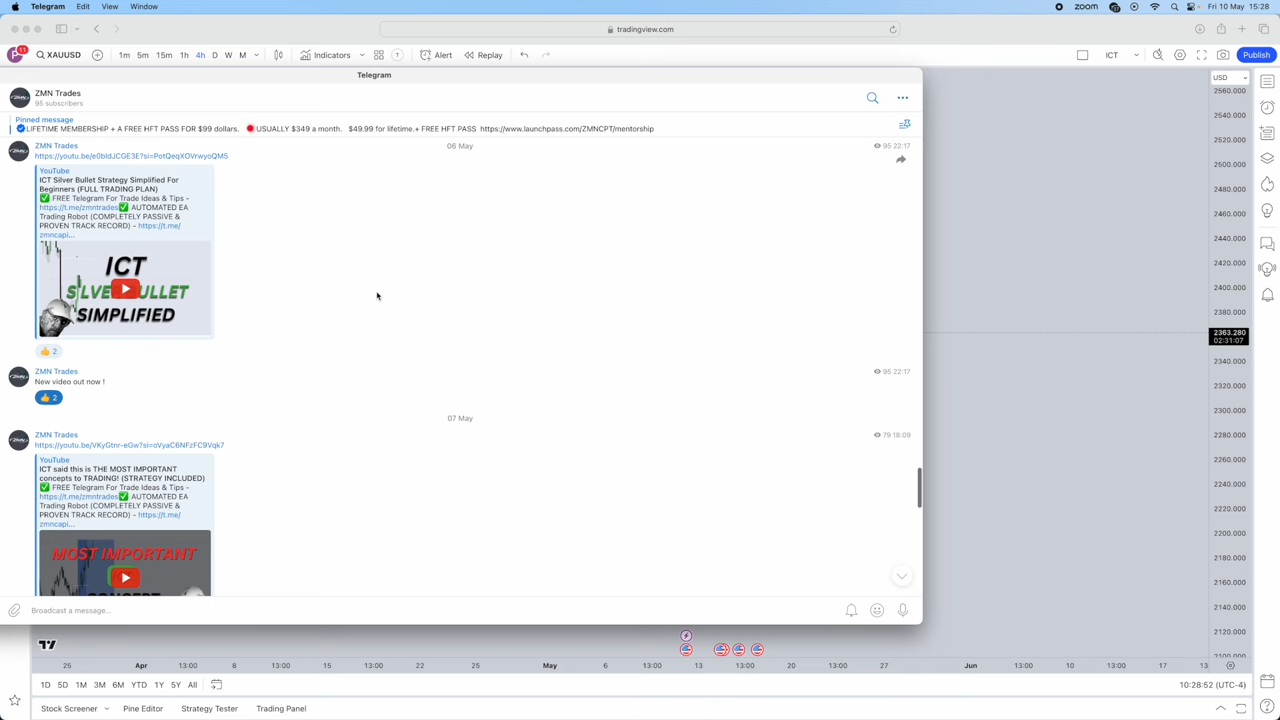 Telegram Edit View Window zoom Fri 10 May 15:28
tradingview.com
P 11 XAUUSD 1m 5m 15m 1h 4h D W M Indicators Alert Replay ICT Publish
Telegram
USD
ZMN Trades
95 subscribers
Pinned message
LIFETIME MEMBERSHIP + A FREE HFT PASS FOR $99 dollars. 🔴 USUALLY $349 a month. $49.99 for lifetime.+ FREE HFT PASS https://www.launchpass.com/ZMNCPT/mentorship
ZMN Trades 06 May 95 22:17
https://youtu.be/e0bldJCGE3E?si=PotQeqXOVrwyoQM5
YouTube
ICT Silver Bullet Strategy Simplified For
Beginners (FULL TRADING PLAN)
✅ FREE Telegram For Trade Ideas & Tips -
https://t.me/zmntrades✅ AUTOMATED EA
Trading Robot (COMPLETELY PASSIVE &
PROVEN TRACK RECORD) - https://t.me/
zmncapi...
ICT
SILVER BULLET
SIMPLIFIED
👍 2
ZMN Trades 95 22:17
New video out now !
👍 2
07 May
ZMN Trades 79 18:09
https://youtu.be/VKyGtnr-eGw?si=oVyaC6NFzFC9Vqk7
YouTube
ICT said this is THE MOST IMPORTANT
concepts to TRADING! (STRATEGY INCLUDED)
✅ FREE Telegram For Trade Ideas & Tips -
https://t.me/zmntrades✅ AUTOMATED EA
Trading Robot (COMPLETELY PASSIVE &
PROVEN TRACK RECORD) - https://t.me/
zmncapi...
MOST IMPORTANT
Broadcast a message...
2560.000
2540.000
2520.000
2500.000
2480.000
2460.000
2440.000
2420.000
2400.000
2380.000
2363.280
02:31:07
2340.000
2320.000
2300.000
2280.000
2260.000
2240.000
2220.000
2200.000
2180.000
2160.000
2140.000
2120.000
2100.000
25 Apr 13:00 8 13:00 15 13:00 22 25 May 6 13:00 13 13:00 20 13:00 27 Jun 13:00 10 13:00 17 13
1D 5D 1M 3M 6M YTD 1Y 5Y All 10:28:52 (UTC-4)
Stock Screener Pine Editor Strategy Tester Trading Panel